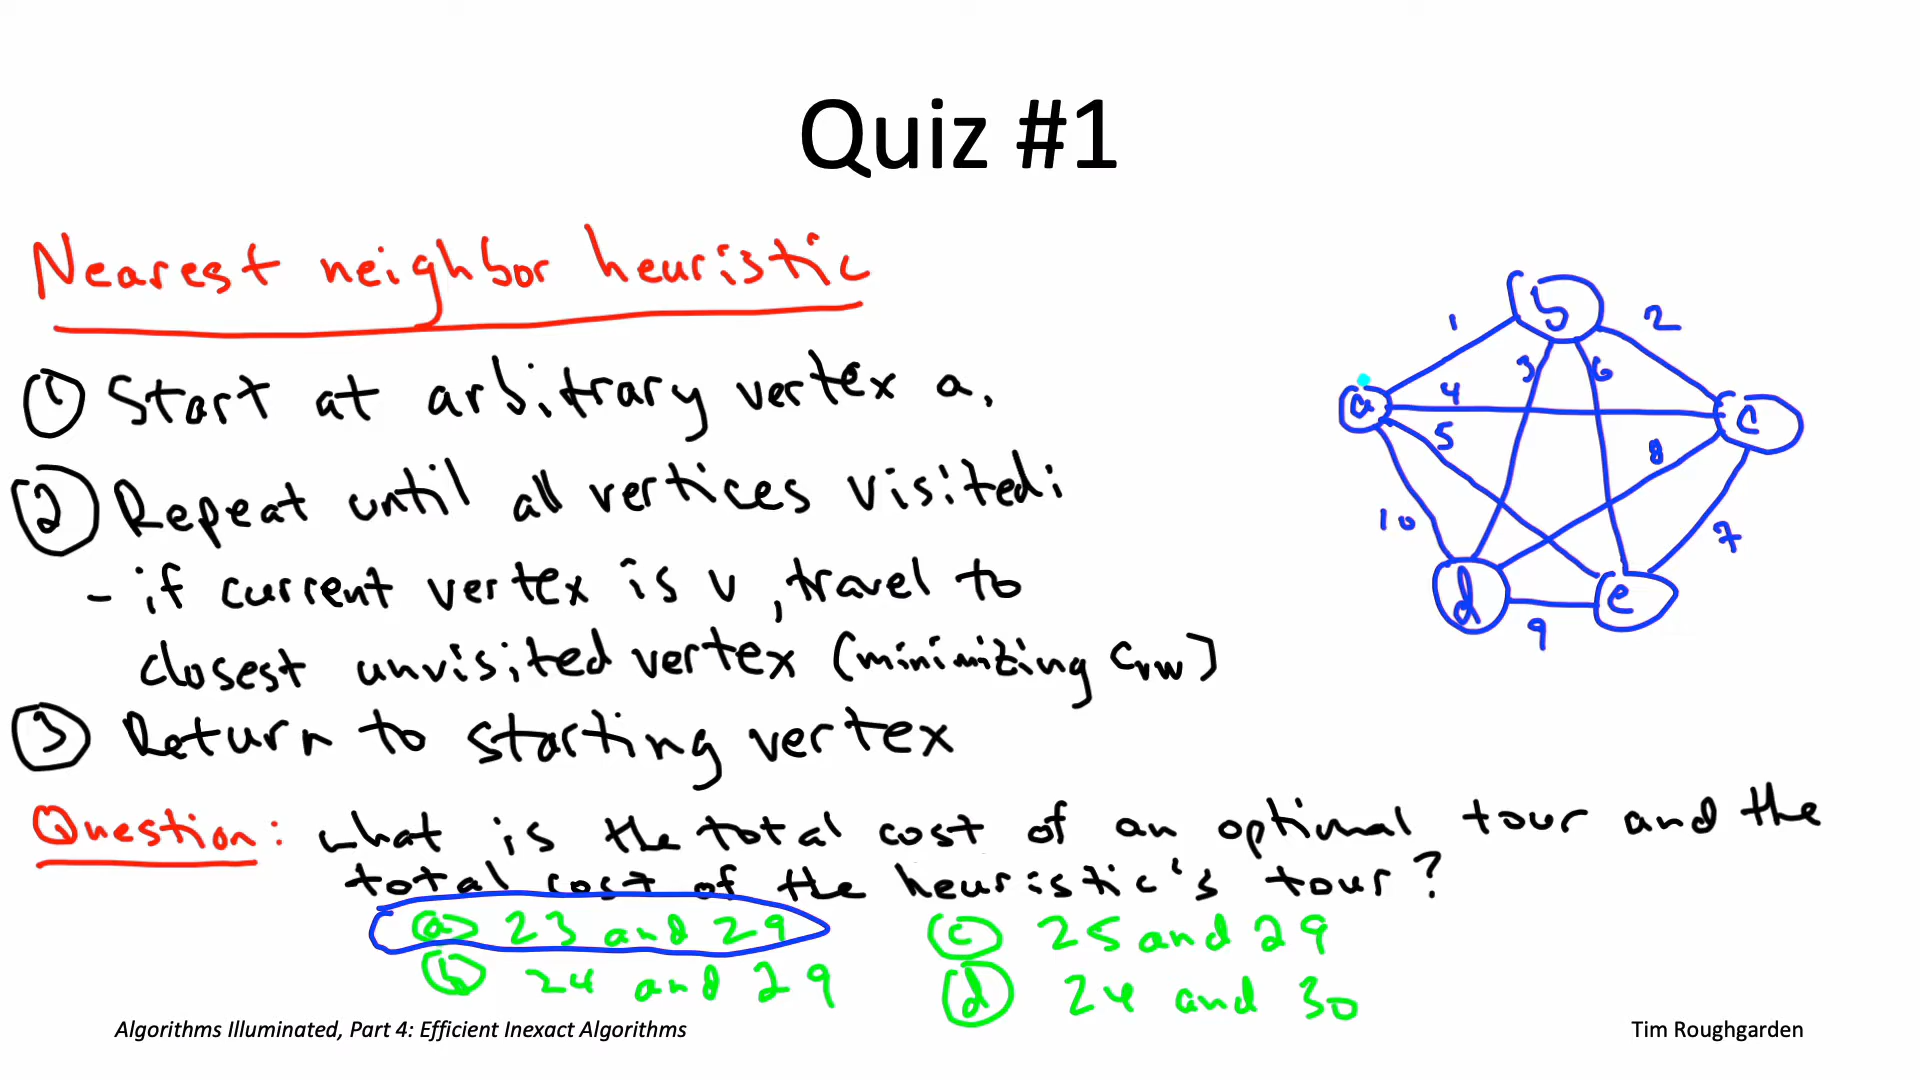 Quiz #1
Nearest neighbor heuristic
① Start at arbitrary vertex a.
② Repeat until all vertices visited:
- if current vertex is v, travel to
closest unvisited vertex (minimizing Cvw)
③ Return to starting vertex
b
1
2
3
6
a
4
c
5
8
10
7
d
e
9
Question: what is the total cost of an optimal tour and the
total cost of the heuristic's tour?
(a) 23 and 29
(c) 25 and 29
(b) 24 and 29
(d) 24 and 30
Algorithms Illuminated, Part 4: Efficient Inexact Algorithms
Tim Roughgarden